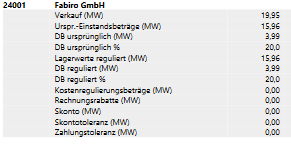 24001 Fabiro GmbH
Verkauf (MW) 19,95
Urspr.-Einstandsbeträge (MW) 15,96
DB ursprünglich (MW) 3,99
DB ursprünglich % 20,0
Lagerwerte reguliert (MW) 15,96
DB reguliert (MW) 3,99
DB reguliert % 20,0
Kostenregulierungsbeträge (MW) 0,00
Rechnungsrabatte (MW) 0,00
Skonto (MW) 0,00
Skontotoleranz (MW) 0,00
Zahlungstoleranz (MW) 0,00